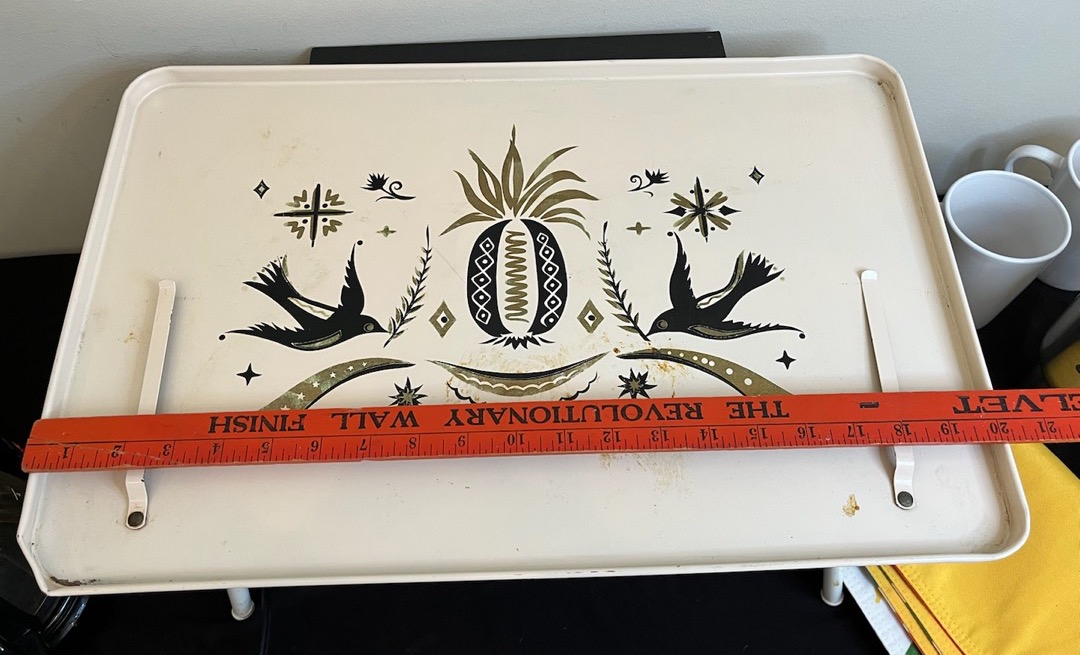 ELVET - THE REVOLUTIONARY WALL FINISH
1 2 3 4 5 6 7 8 9 10 11 12 13 14 15 16 17 18 19 20 21